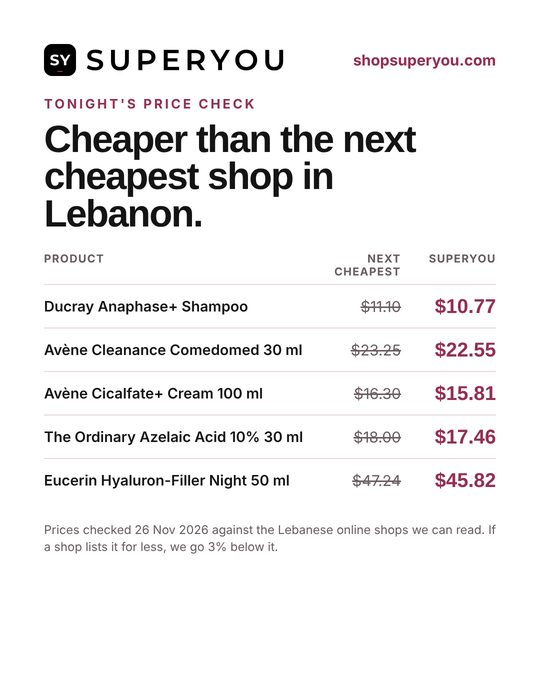 SY SUPERYOU shopsuperyou.com
TONIGHT'S PRICE CHECK
Cheaper than the next
cheapest shop in
Lebanon.
PRODUCT NEXT CHEAPEST SUPERYOU
Ducray Anaphase+ Shampoo $11.10 $10.77
Avène Cleanance Comedomed 30 ml $23.25 $22.55
Avène Cicalfate+ Cream 100 ml $16.30 $15.81
The Ordinary Azelaic Acid 10% 30 ml $18.00 $17.46
Eucerin Hyaluron-Filler Night 50 ml $47.24 $45.82
Prices checked 26 Nov 2026 against the Lebanese online shops we can read. If
a shop lists it for less, we go 3% below it.